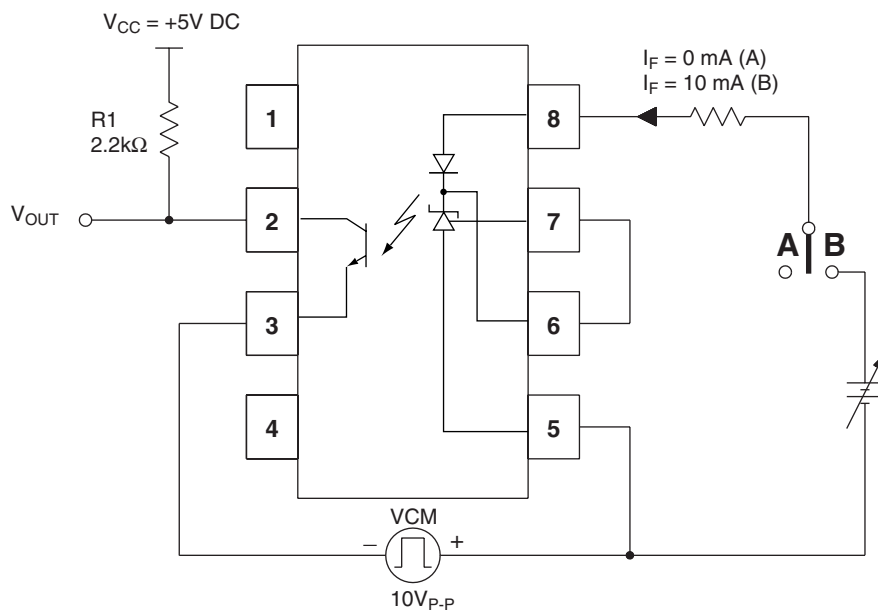 V_CC = +5V DC
R1
2.2kΩ
V_OUT
1
2
3
4
8
7
6
5
I_F = 0 mA (A)
I_F = 10 mA (B)
A B
VCM
– +
10V_P-P